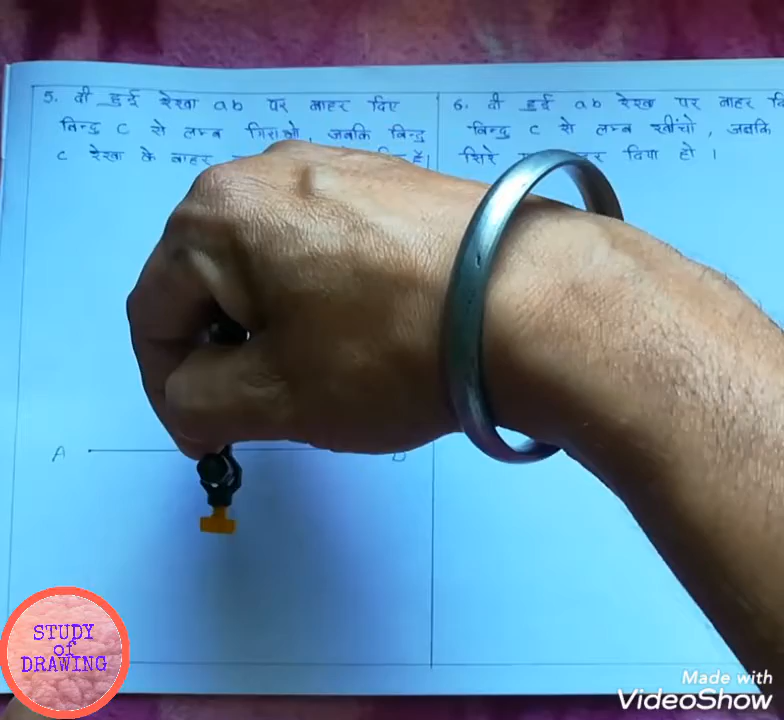 5. दी हुई रेखा ab पर बाहर दिए
बिन्दु C से लम्ब गिराओ, जबकि बिन्दु
C रेखा के बाहर है।
6. दी हुई ab रेखा पर बाहर
बिन्दु C से लम्ब खींचो, जबकि
सिरे दिया हो।
A
STUDY
of
DRAWING
Made with
VideoShow